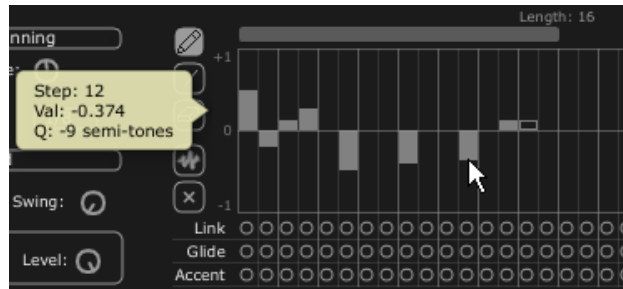 Length: 16
nning
+1
Step: 12
Val: -0.374
Q: -9 semi-tones
0
Swing:
-1
Link
Level:
Glide
Accent